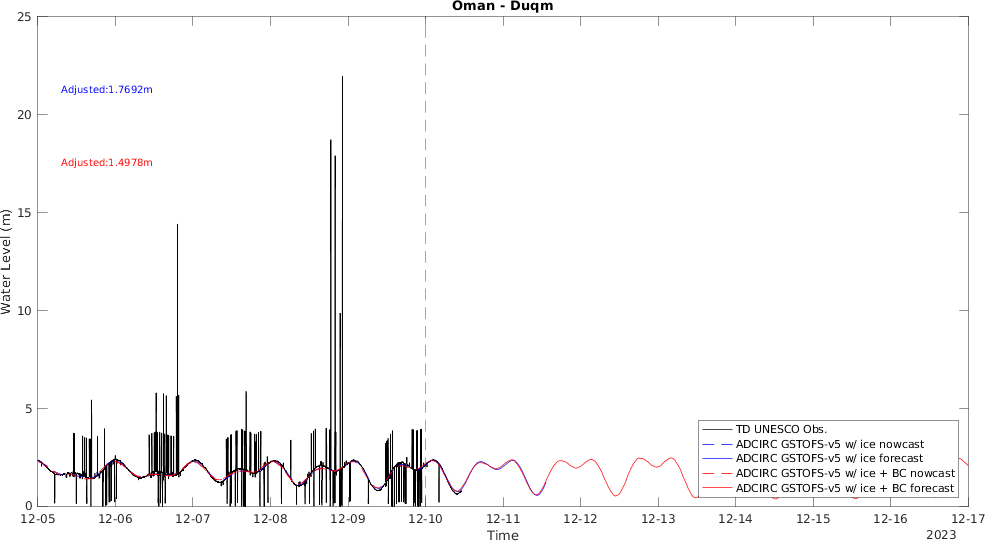 Oman - Duqm
25
20
15
10
5
0
Water Level (m)
Adjusted:1.7692m
Adjusted:1.4978m
TD UNESCO Obs.
ADCIRC GSTOFS-v5 w/ ice nowcast
ADCIRC GSTOFS-v5 w/ ice forecast
ADCIRC GSTOFS-v5 w/ ice + BC nowcast
ADCIRC GSTOFS-v5 w/ ice + BC forecast
12-05 12-06 12-07 12-08 12-09 12-10 12-11 12-12 12-13 12-14 12-15 12-16 12-17
Time
2023